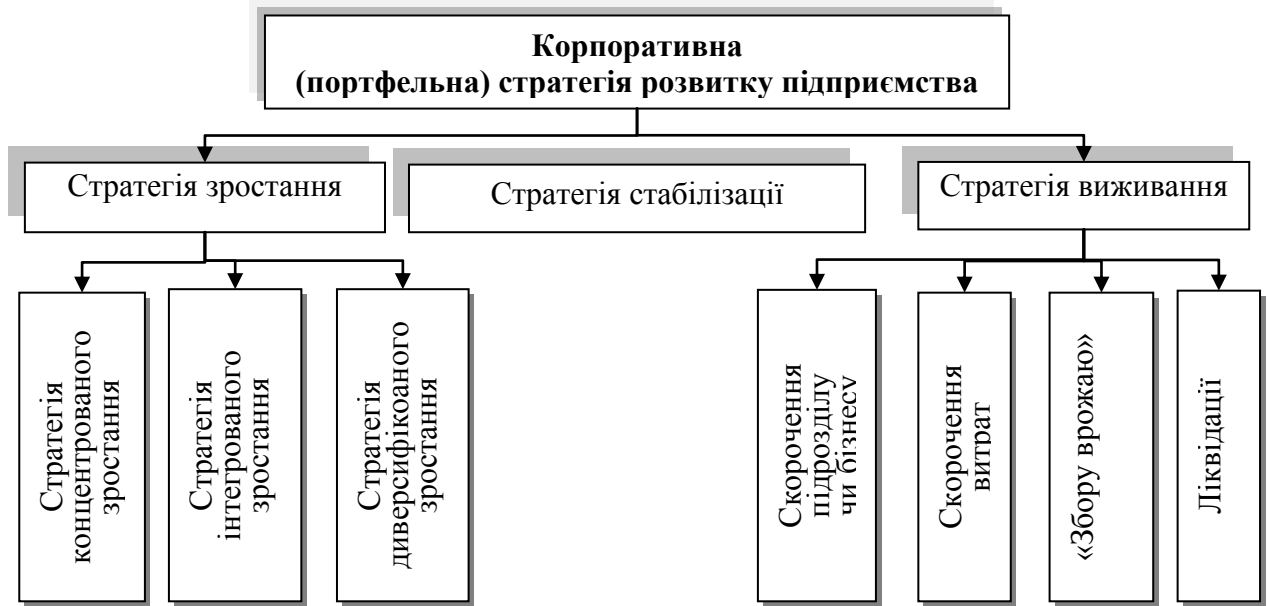 Корпоративна
(портфельна) стратегія розвитку підприємства
Стратегія зростання
Стратегія стабілізації
Стратегія виживання
Стратегія
концентрованого
зростання
Стратегія
інтегрованого
зростання
Стратегія
диверсифікоаного
зростання
Скорочення
підрозділу
чи бізнесу
Скорочення
витрат
«Збору врожаю»
Ліквідації